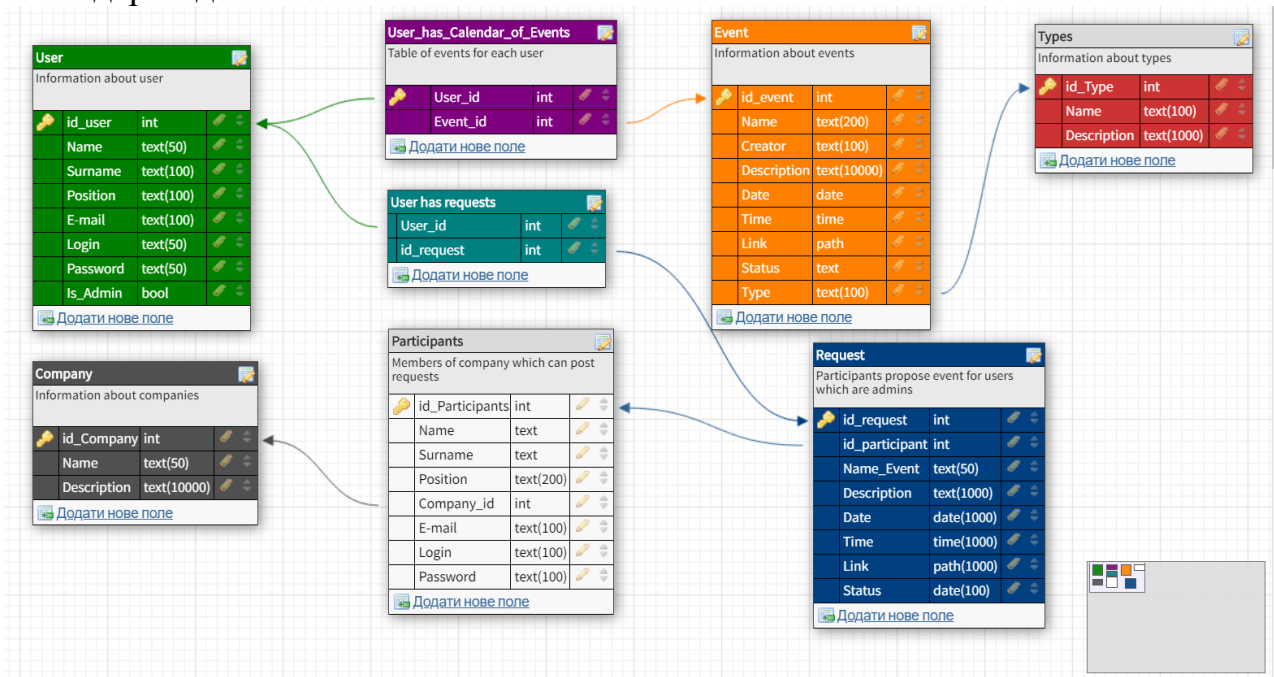 User
Information about user
id_user int
Name text(50)
Surname text(100)
Position text(100)
E-mail text(100)
Login text(50)
Password text(50)
Is_Admin bool
Додати нове поле
User_has_Calendar_of_Events
Table of events for each user
User_id int
Event_id int
Додати нове поле
Event
Information about events
id_event int
Name text(200)
Creator text(100)
Description text(10000)
Date date
Time time
Link path
Status text
Type text(100)
Додати нове поле
Types
Information about types
id_Type int
Name text(100)
Description text(1000)
Додати нове поле
User has requests
User_id int
id_request int
Додати нове поле
Company
Information about companies
id_Company int
Name text(50)
Description text(10000)
Додати нове поле
Participants
Members of company which can post
requests
id_Participants int
Name text
Surname text
Position text(200)
Company_id int
E-mail text(100)
Login text(100)
Password text(100)
Додати нове поле
Request
Participants propose event for users
which are admins
id_request int
id_participant int
Name_Event text(50)
Description text(1000)
Date date(1000)
Time time(1000)
Link path(1000)
Status date(100)
Додати нове поле